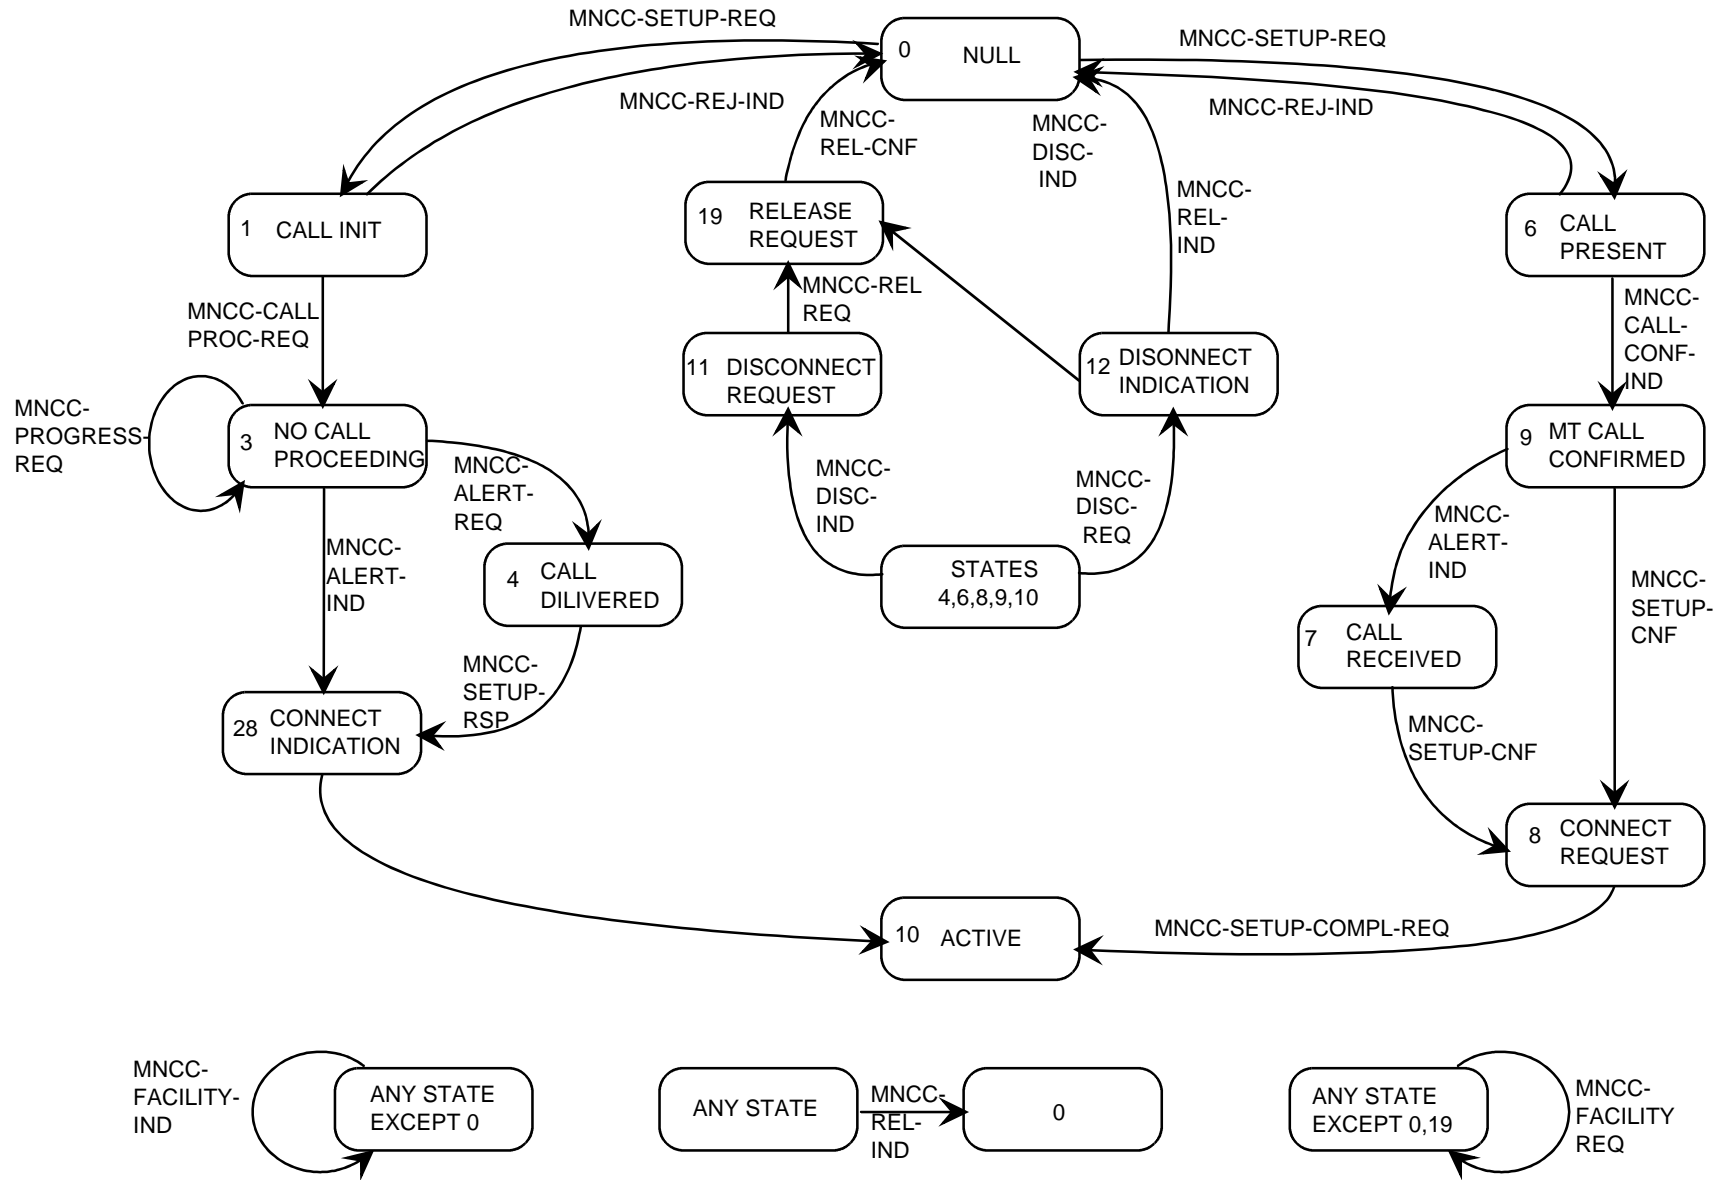 MNCC-SETUP-REQ
0 NULL
MNCC-SETUP-REQ
MNCC-REJ-IND
MNCC-REJ-IND
MNCC-
REL-CNF
MNCC-
DISC-
IND
MNCC-
REL-
IND
1 CALL INIT
19 RELEASE
REQUEST
6 CALL
PRESENT
MNCC-CALL
PROC-REQ
MNCC-REL
REQ
MNCC-
CALL-
CONF-
IND
11 DISCONNECT
REQUEST
12 DISONNECT
INDICATION
MNCC-
PROGRESS-
REQ
3 NO CALL
PROCEEDING
9 MT CALL
CONFIRMED
MNCC-
ALERT-
REQ
MNCC-
DISC-
IND
MNCC-
DISC-
REQ
MNCC-
ALERT-
IND
MNCC-
ALERT-
IND
4 CALL
DILIVERED
STATES
4,6,8,9,10
MNCC-
SETUP-
CNF
7 CALL
RECEIVED
MNCC-
SETUP-
RSP
28 CONNECT
INDICATION
MNCC-
SETUP-CNF
8 CONNECT
REQUEST
10 ACTIVE
MNCC-SETUP-COMPL-REQ
MNCC-
FACILITY-
IND
ANY STATE
EXCEPT 0
ANY STATE
MNCC-
REL-
IND
0
ANY STATE
EXCEPT 0,19
MNCC-
FACILITY
REQ